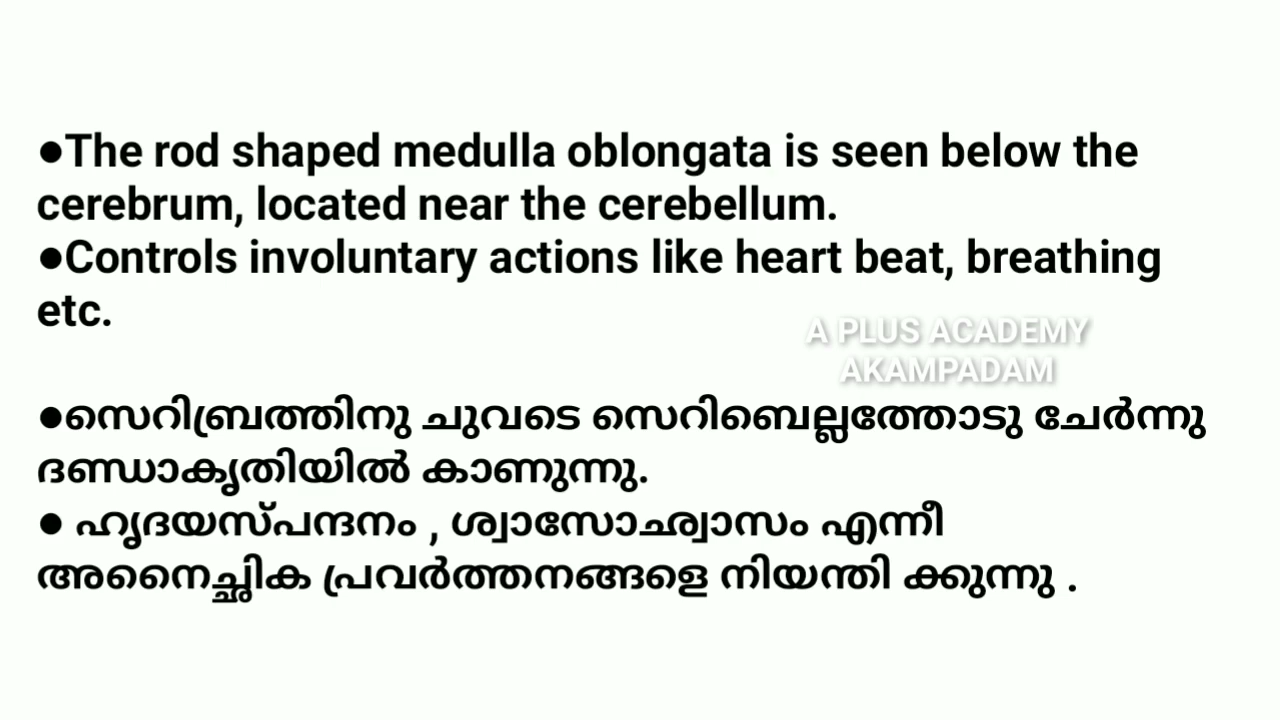 ●The rod shaped medulla oblongata is seen below the
cerebrum, located near the cerebellum.
●Controls involuntary actions like heart beat, breathing
etc.
A PLUS ACADEMY
AKAMPADAM
●സെറിബ്രത്തിനു ചുവടെ സെറിബെല്ലത്തോടു ചേർന്നു
ദണ്ഡാകൃതിയിൽ കാണുന്നു.
● ഹൃദയസ്പന്ദനം , ശ്വാസോഛ്വാസം എന്നീ
അനൈച്ഛിക പ്രവർത്തനങ്ങളെ നിയന്തി ക്കുന്നു .